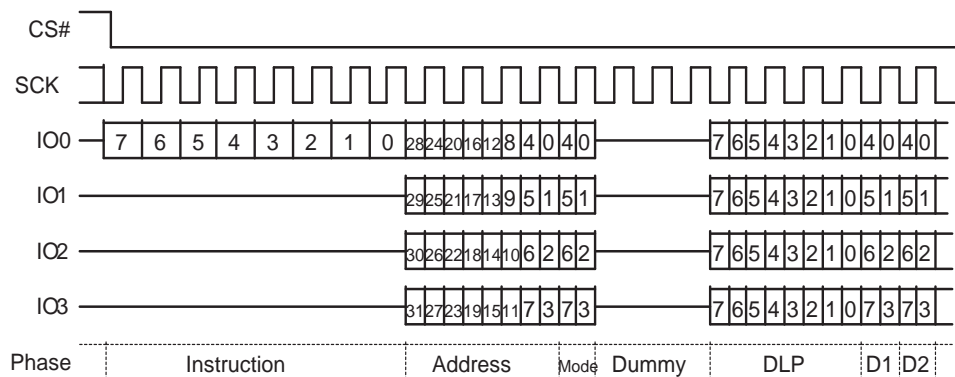 CS#
SCK
IO0 7 6 5 4 3 2 1 0 28 24 20 16 12 8 4 0 4 0 7 6 5 4 3 2 1 0 4 0 4 0
IO1 29 25 21 17 13 9 5 1 5 1 7 6 5 4 3 2 1 0 5 1 5 1
IO2 30 26 22 18 14 10 6 2 6 2 7 6 5 4 3 2 1 0 6 2 6 2
IO3 31 27 23 19 15 11 7 3 7 3 7 6 5 4 3 2 1 0 7 3 7 3
Phase Instruction Address Mode Dummy DLP D1 D2